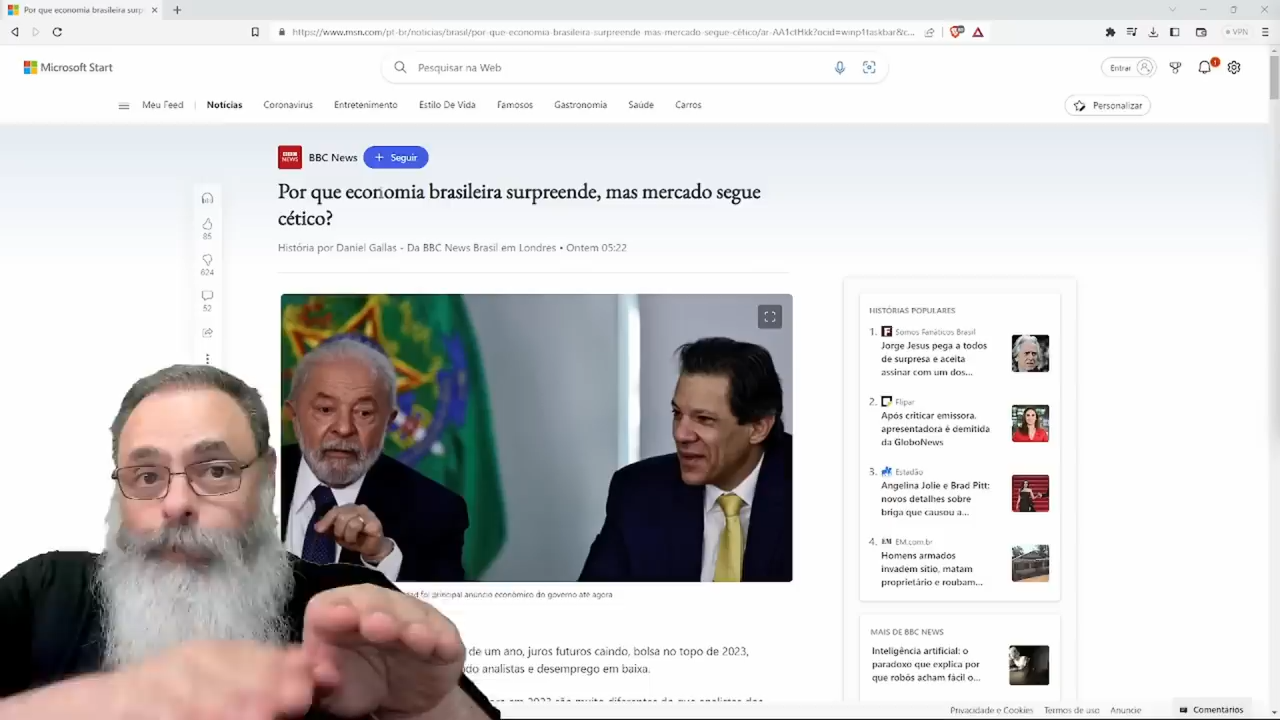 Por que economia brasileira surp
https://www.msn.com/pt-br/noticias/brasil/por-que-economia-brasileira-surpreende-mas-mercado-segue-cético/ar-AA1ctHkk?ocid=winp1taskbar&c...
VPN
Microsoft Start
Pesquisar na Web
Entrar
1
Meu Feed
Notícias
Coronavírus
Entretenimento
Estilo De Vida
Famosos
Gastronomia
Saúde
Carros
Personalizar
BBC NEWS
BBC News
Seguir
Por que economia brasileira surpreende, mas mercado segue
cético?
História por Daniel Gallas - Da BBC News Brasil em Londres • Ontem 05:22
85
624
52
foi principal anúncio econômico do governo até agora
de um ano, juros futuros caindo, bolsa no topo de 2023,
analistas e desemprego em baixa.
HISTÓRIAS POPULARES
1. Somos Fanáticos Brasil
Jorge Jesus pega a todos
de surpresa e aceita
assinar com um dos...
2. Flipar
Após criticar emissora,
apresentadora é demitida
da GloboNews
3. Estadão
Angelina Jolie e Brad Pitt:
novos detalhes sobre
briga que causou a...
4. EM EM.com.br
Homens armados
invadem sítio, matam
proprietário e roubam...
MAIS DE BBC NEWS
Inteligência artificial: o
paradoxo que explica por
que robôs acham fácil o...
Privacidade e Cookies
Termos de uso
Anuncie
Comentários